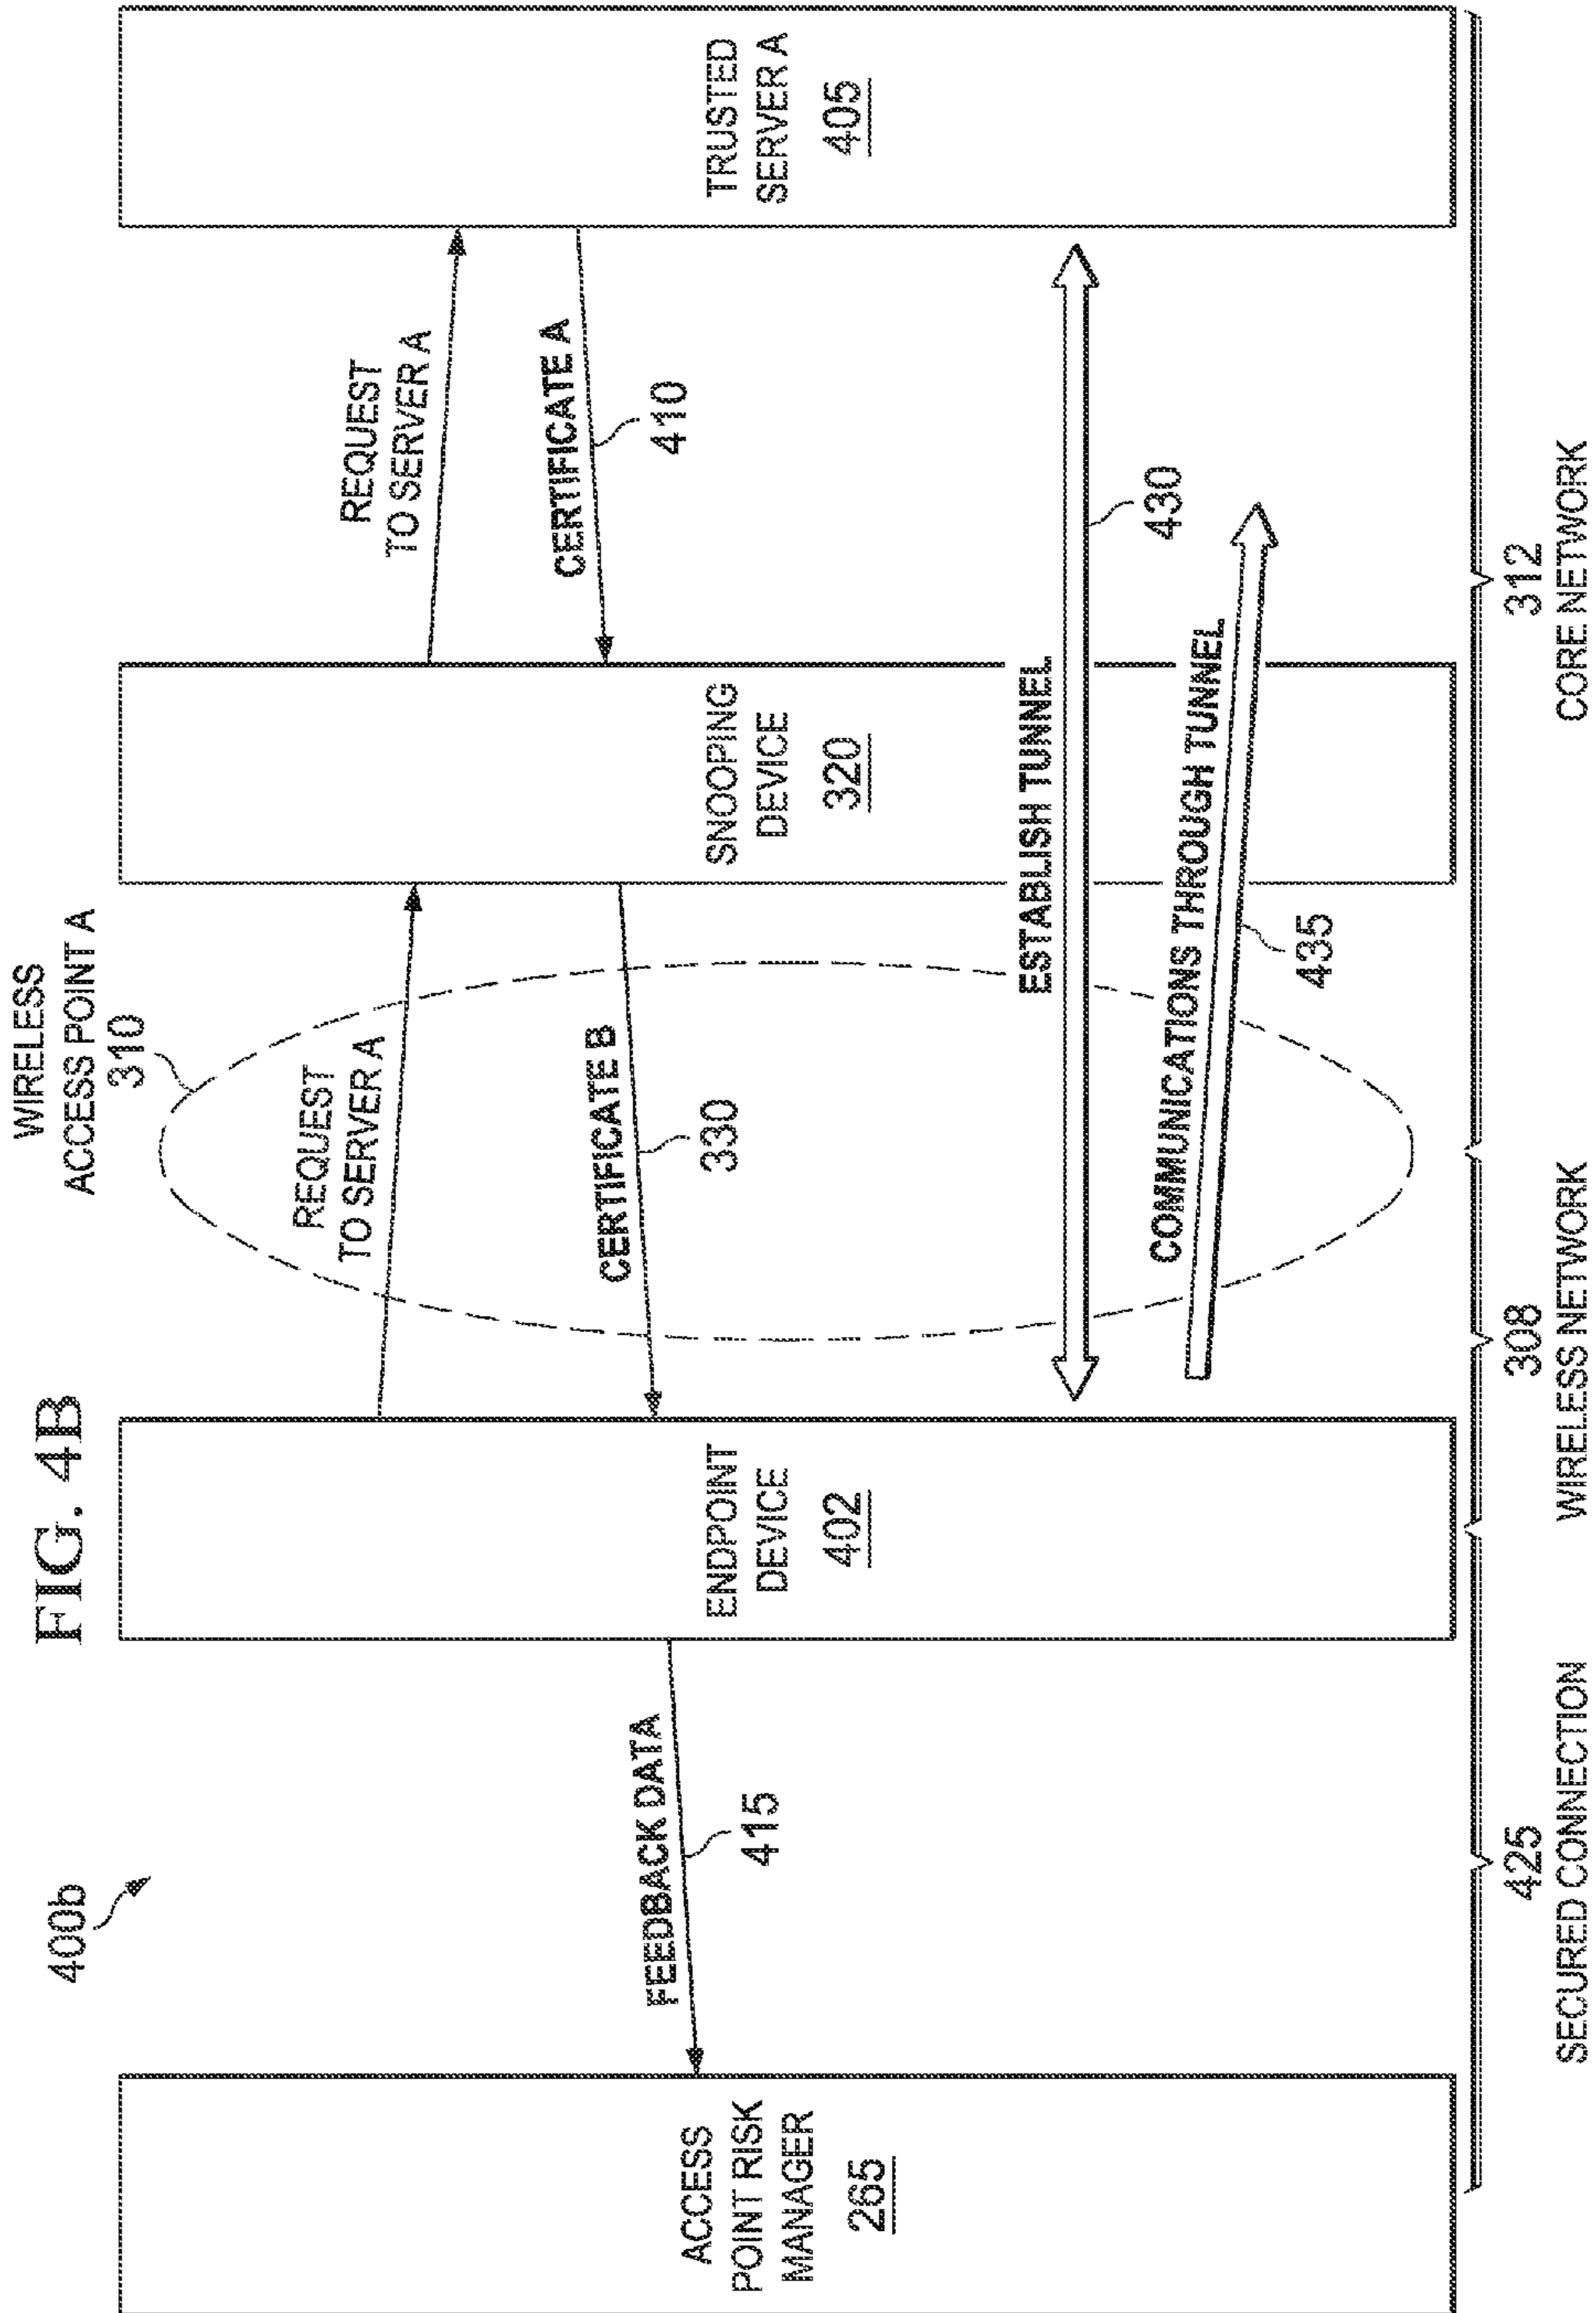 FIG. 4B
400b
WIRELESS
ACCESS POINT A
310
ACCESS
POINT RISK
MANAGER
265
FEEDBACK DATA
415
ENDPOINT
DEVICE
402
REQUEST
TO SERVER A
CERTIFICATE B
330
SNOOPING
DEVICE
320
REQUEST
TO SERVER A
CERTIFICATE A
410
TRUSTED
SERVER A
405
ESTABLISH TUNNEL
430
COMMUNICATIONS THROUGH TUNNEL
435
425
SECURED CONNECTION
308
WIRELESS NETWORK
312
CORE NETWORK